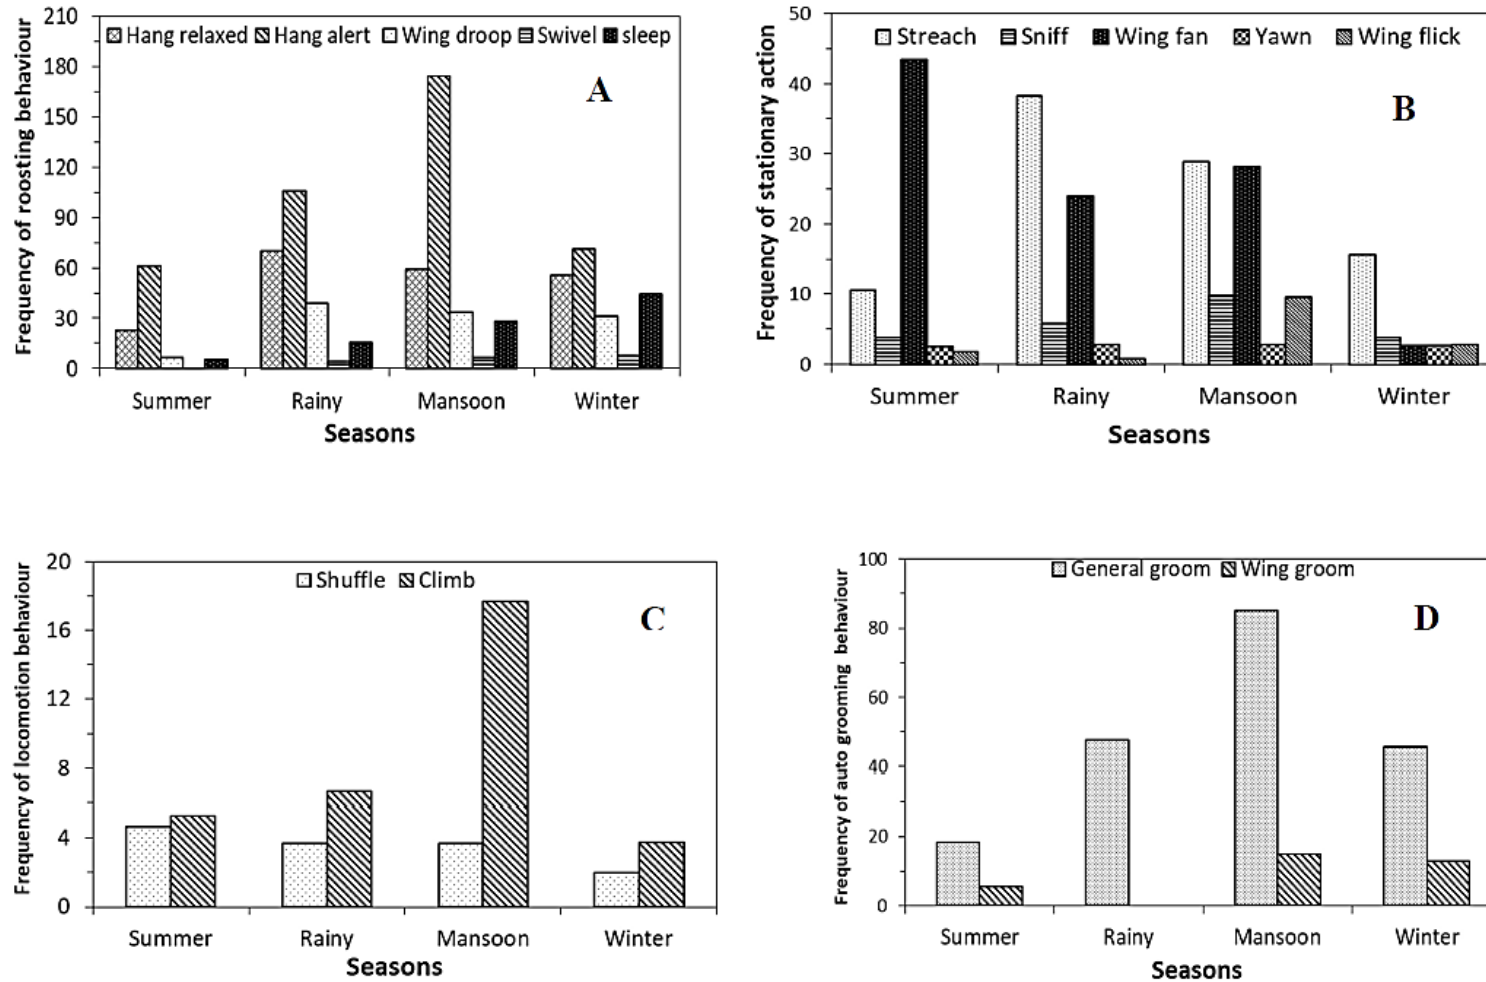 Frequency of roosting behaviour
210
180
150
120
90
60
30
0
Hang relaxed Hang alert Wing droop Swivel sleep
A
Summer Rainy Mansoon Winter
Seasons
Frequency of stationary action
50
40
30
20
10
0
Streach Sniff Wing fan Yawn Wing flick
B
Summer Rainy Mansoon Winter
Seasons
Frequency of locomotion behaviour
20
16
12
8
4
0
Shuffle Climb
C
Summer Rainy Mansoon Winter
Seasons
Frequency of auto grooming behaviour
100
80
60
40
20
0
General groom Wing groom
D
Summer Rainy Mansoon Winter
Seasons